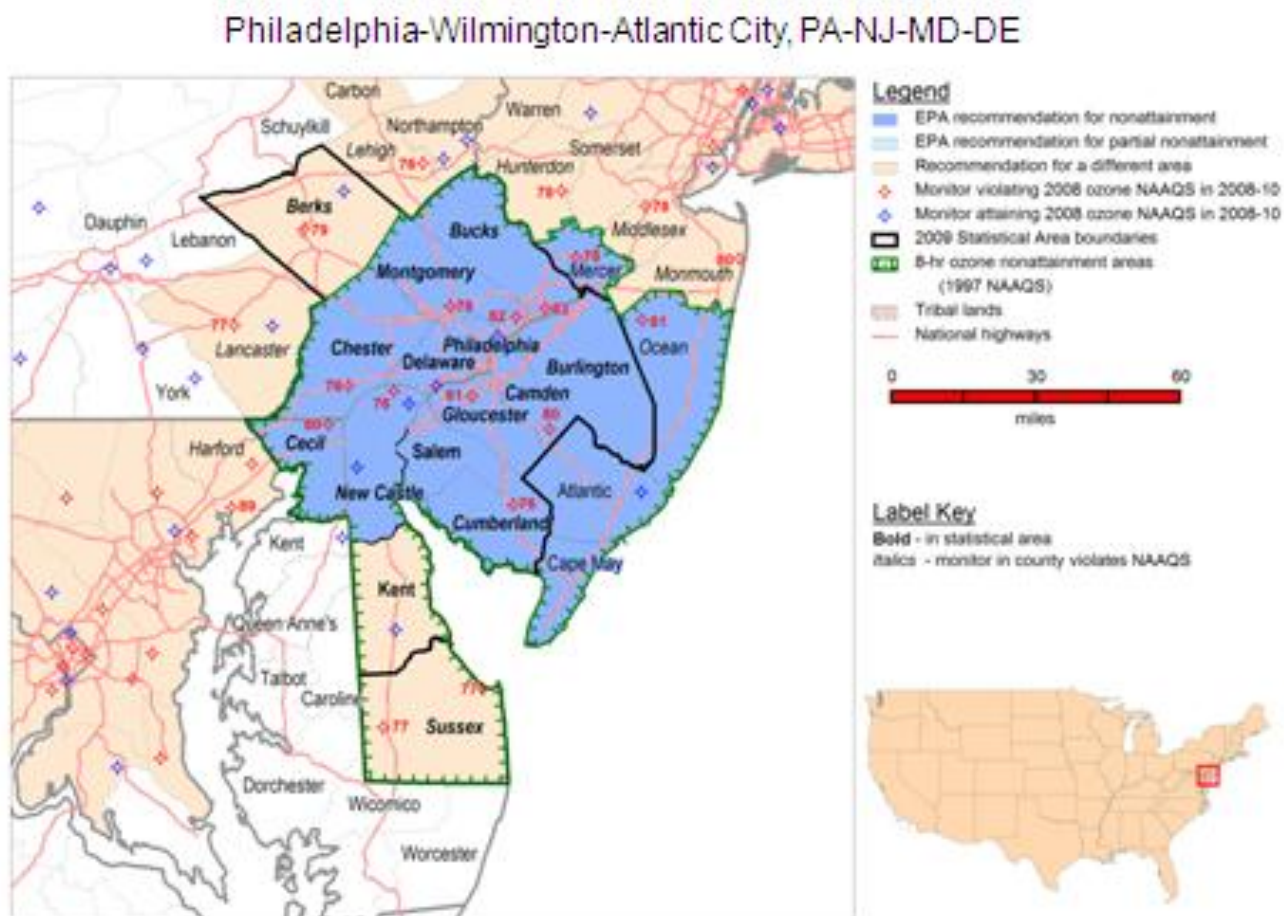 Philadelphia-Wilmington-Atlantic City, PA-NJ-MD-DE
Carbon
Warren
Schuylkill
Northampton
Lehigh
Somerset
Hunterdon
Berks
79
Dauphin
Lebanon
Bucks
Middlesex
Montgomery
Mercer
Monmouth
77
Lancaster
Chester
Philadelphia
Delaware
Burlington
Ocean
York
Camden
Gloucester
Cecil
Harford
Salem
New Castle
Atlantic
Cumberland
Kent
Cape May
Kent
Queen Anne's
Talbot
Caroline
77
Sussex
Dorchester
Wicomico
Worcester
Legend
EPA recommendation for nonattainment
EPA recommendation for partial nonattainment
Recommendation for a different area
Monitor violating 2008 ozone NAAQS in 2008-10
Monitor attaining 2008 ozone NAAQS in 2008-10
2009 Statistical Area boundaries
8-hr ozone nonattainment areas
(1997 NAAQS)
Tribal lands
National highways
0 30 60
miles
Label Key
Bold - in statistical area
Italics - monitor in county violates NAAQS